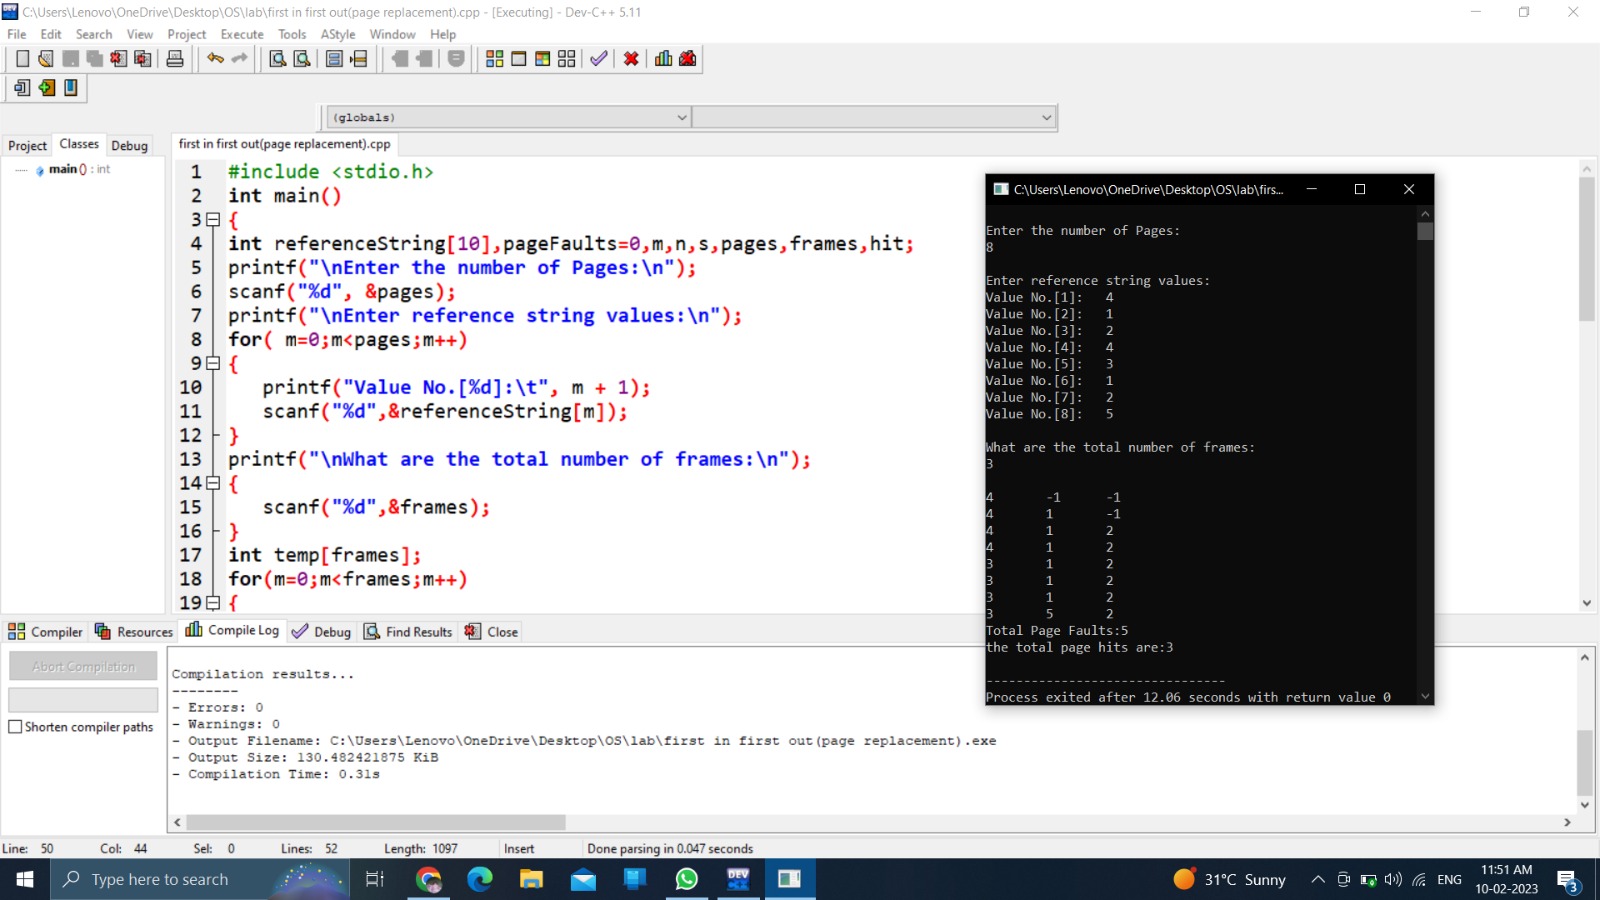 C:\Users\Lenovo\OneDrive\Desktop\OS\lab\first in first out(page replacement).cpp - [Executing] - Dev-C++ 5.11
File Edit Search View Project Execute Tools AStyle Window Help
(globals)
Project Classes Debug
main () : int
first in first out(page replacement).cpp
1 #include <stdio.h>
2 int main()
3 {
4 int referenceString[10],pageFaults=0,m,n,s,pages,frames,hit;
5 printf("\nEnter the number of Pages:\n");
6 scanf("%d", &pages);
7 printf("\nEnter reference string values:\n");
8 for( m=0;m<pages;m++)
9 {
10 printf("Value No.[%d]:\t", m + 1);
11 scanf("%d",&referenceString[m]);
12 }
13 printf("\nWhat are the total number of frames:\n");
14 {
15 scanf("%d",&frames);
16 }
17 int temp[frames];
18 for(m=0;m<frames;m++)
19 {
C:\Users\Lenovo\OneDrive\Desktop\OS\lab\firs...
Enter the number of Pages:
8
Enter reference string values:
Value No.[1]: 4
Value No.[2]: 1
Value No.[3]: 2
Value No.[4]: 4
Value No.[5]: 3
Value No.[6]: 1
Value No.[7]: 2
Value No.[8]: 5
What are the total number of frames:
3
4 -1 -1
4 1 -1
4 1 2
4 1 2
3 1 2
3 1 2
3 1 2
3 5 2
Total Page Faults:5
the total page hits are:3
--------------------------------
Process exited after 12.06 seconds with return value 0
Compiler Resources Compile Log Debug Find Results Close
Abort Compilation
Shorten compiler paths
Compilation results...
--------
- Errors: 0
- Warnings: 0
- Output Filename: C:\Users\Lenovo\OneDrive\Desktop\OS\lab\first in first out(page replacement).exe
- Output Size: 130.482421875 KiB
- Compilation Time: 0.31s
Line: 50 Col: 44 Sel: 0 Lines: 52 Length: 1097 Insert Done parsing in 0.047 seconds
Type here to search
DEV
31°C Sunny
ENG
11:51 AM
10-02-2023
3